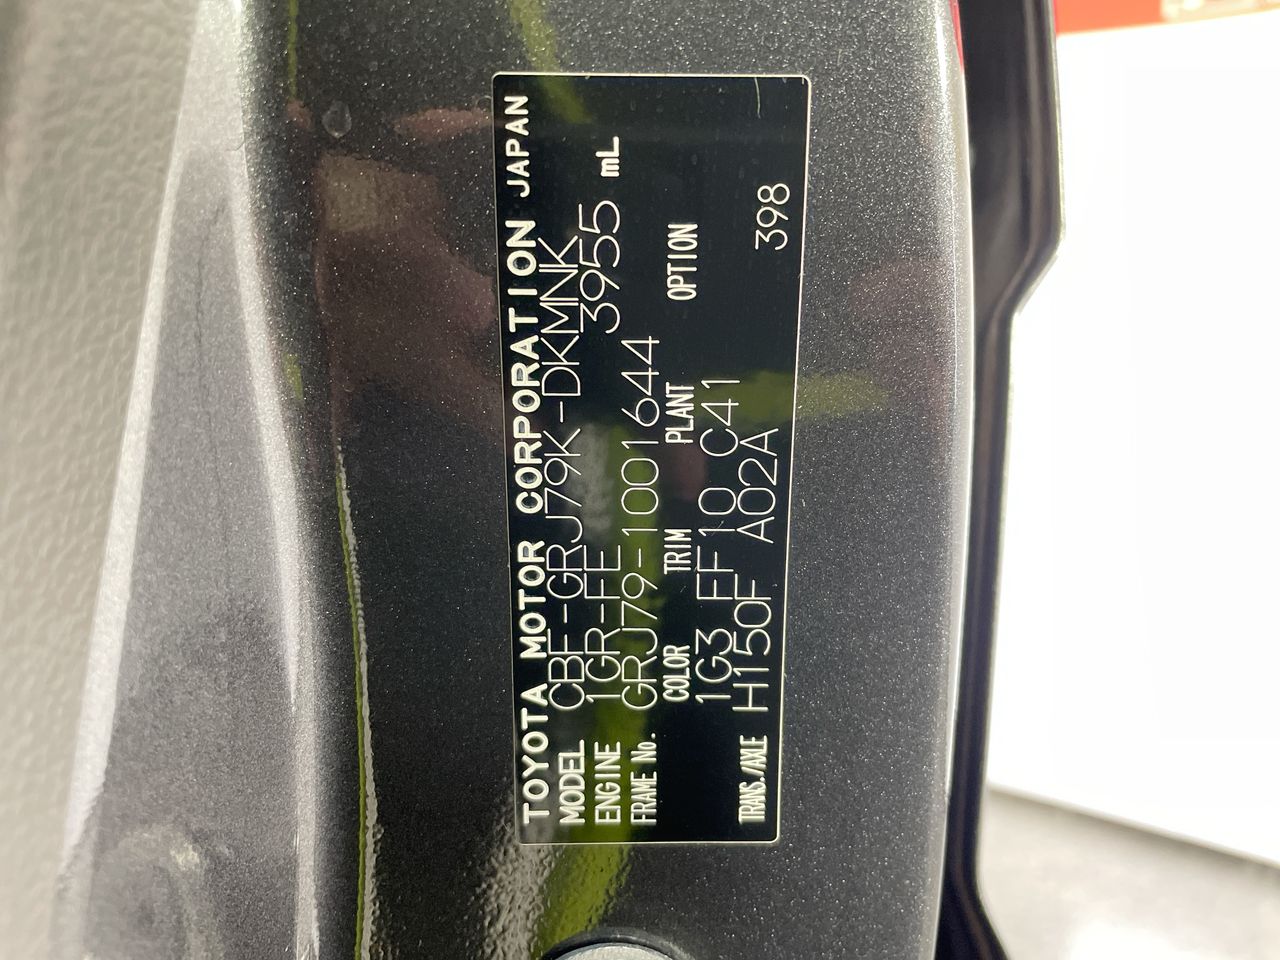 TOYOTA MOTOR CORPORATION JAPAN
MODEL CBF-GRJ79K-DKMNK
ENGINE 1GR-FE 3955 mL
FRAME No. GRJ79-1001644
COLOR TRIM PLANT OPTION
1G3 FF10 C41
TRANS./AXLE H150F A02A 398